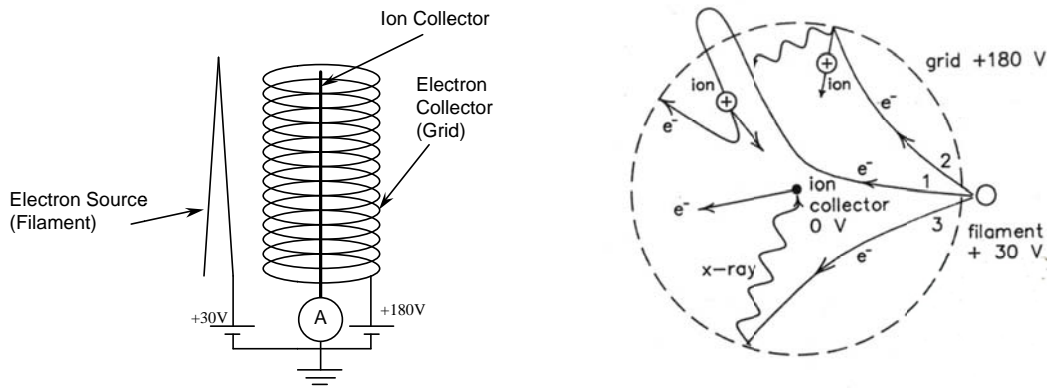 Ion Collector
Electron
Collector
(Grid)
Electron Source
(Filament)
+30V
A
+180V
grid +180 V
ion
+
+
ion
e-
e-
e-
2
e-
1
ion
collector
0 V
e-
3
filament
+ 30 V
x-ray
e-